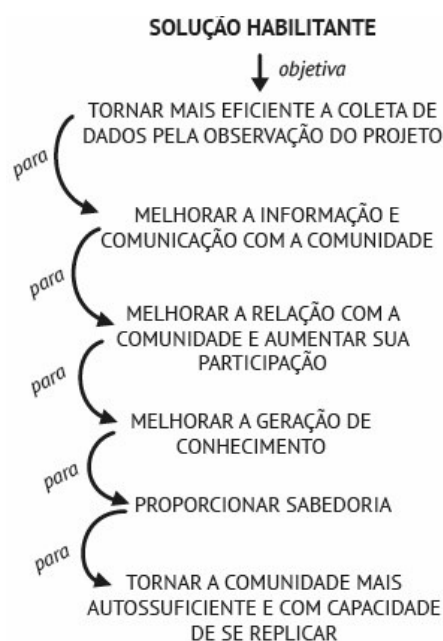 SOLUÇÃO HABILITANTE
objetiva
TORNAR MAIS EFICIENTE A COLETA DE
DADOS PELA OBSERVAÇÃO DO PROJETO
para
MELHORAR A INFORMAÇÃO E
COMUNICAÇÃO COM A COMUNIDADE
para
MELHORAR A RELAÇÃO COM A
COMUNIDADE E AUMENTAR SUA
PARTICIPAÇÃO
para
MELHORAR A GERAÇÃO DE
CONHECIMENTO
para
PROPORCIONAR SABEDORIA
para
TORNAR A COMUNIDADE MAIS
AUTOSSUFICIENTE E COM CAPACIDADE
DE SE REPLICAR